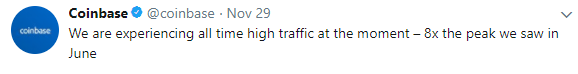 coinbase
Coinbase @coinbase · Nov 29
We are experiencing all time high traffic at the moment – 8x the peak we saw in
June